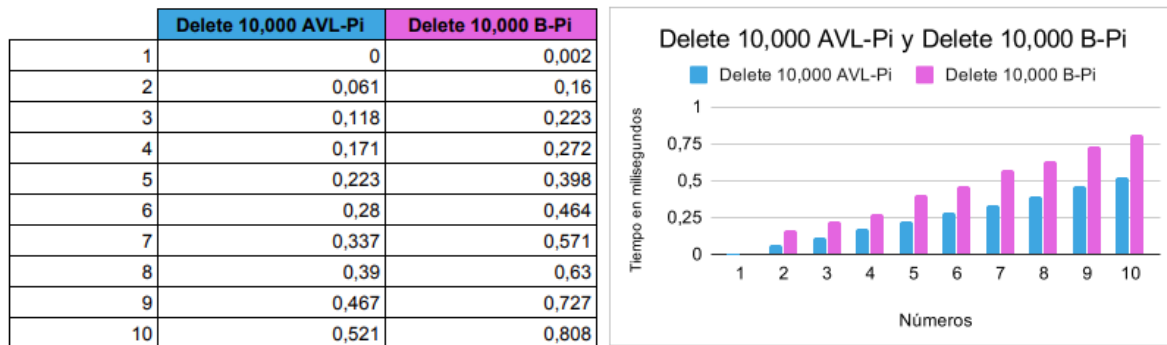 Delete 10,000 AVL-Pi Delete 10,000 B-Pi
1 0 0,002
2 0,061 0,16
3 0,118 0,223
4 0,171 0,272
5 0,223 0,398
6 0,28 0,464
7 0,337 0,571
8 0,39 0,63
9 0,467 0,727
10 0,521 0,808
Delete 10,000 AVL-Pi y Delete 10,000 B-Pi
Delete 10,000 AVL-Pi Delete 10,000 B-Pi
Tiempo en milisegundos
1
0,75
0,5
0,25
0
1 2 3 4 5 6 7 8 9 10
Números